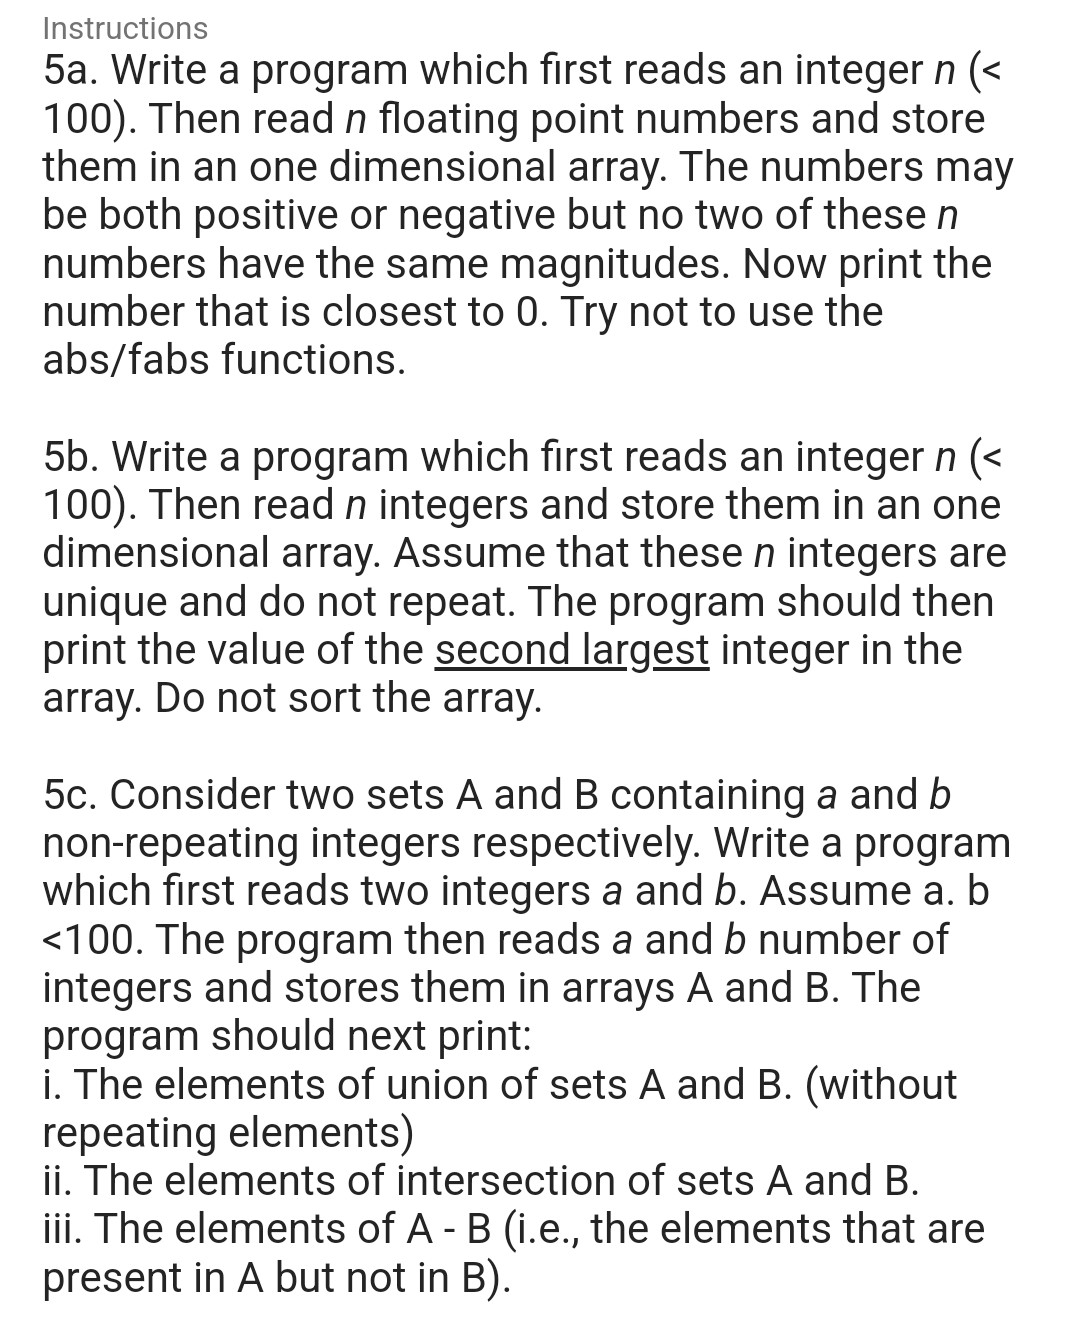 Instructions
5a. Write a program which first reads an integer n (<
100). Then read n floating point numbers and store
them in an one dimensional array. The numbers may
be both positive or negative but no two of these n
numbers have the same magnitudes. Now print the
number that is closest to 0. Try not to use the
abs/fabs functions.
5b. Write a program which first reads an integer n (<
100). Then read n integers and store them in an one
dimensional array. Assume that these n integers are
unique and do not repeat. The program should then
print the value of the second largest integer in the
array. Do not sort the array.
5c. Consider two sets A and B containing a and b
non-repeating integers respectively. Write a program
which first reads two integers a and b. Assume a. b
<100. The program then reads a and b number of
integers and stores them in arrays A and B. The
program should next print:
i. The elements of union of sets A and B. (without
repeating elements)
ii. The elements of intersection of sets A and B.
iii. The elements of A - B (i.e., the elements that are
present in A but not in B).